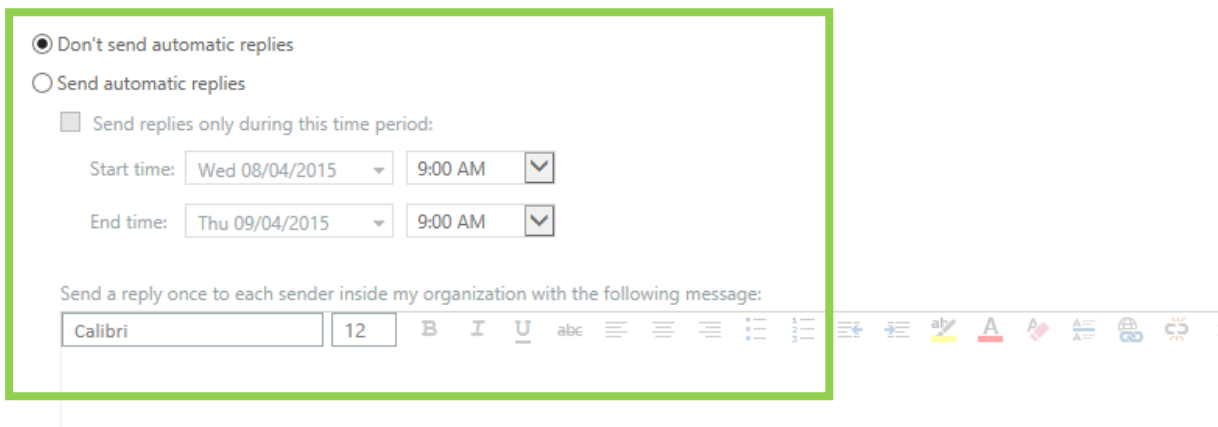 Don't send automatic replies
Send automatic replies
Send replies only during this time period:
Start time: Wed 08/04/2015 9:00 AM
End time: Thu 09/04/2015 9:00 AM
Send a reply once to each sender inside my organization with the following message:
Calibri 12 B I U abc ab A